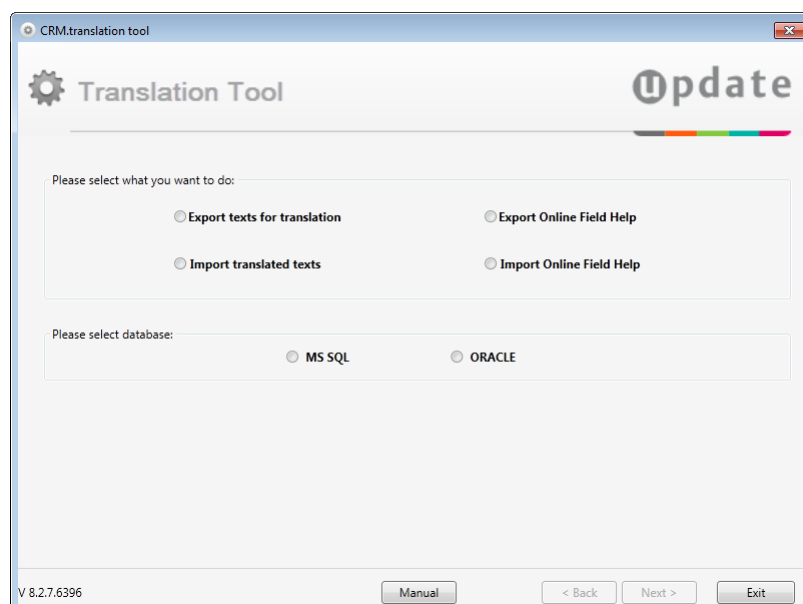 CRM.translation tool
Translation Tool
update
Please select what you want to do:
Export texts for translation
Export Online Field Help
Import translated texts
Import Online Field Help
Please select database:
MS SQL
ORACLE
V 8.2.7.6396
Manual
< Back
Next >
Exit